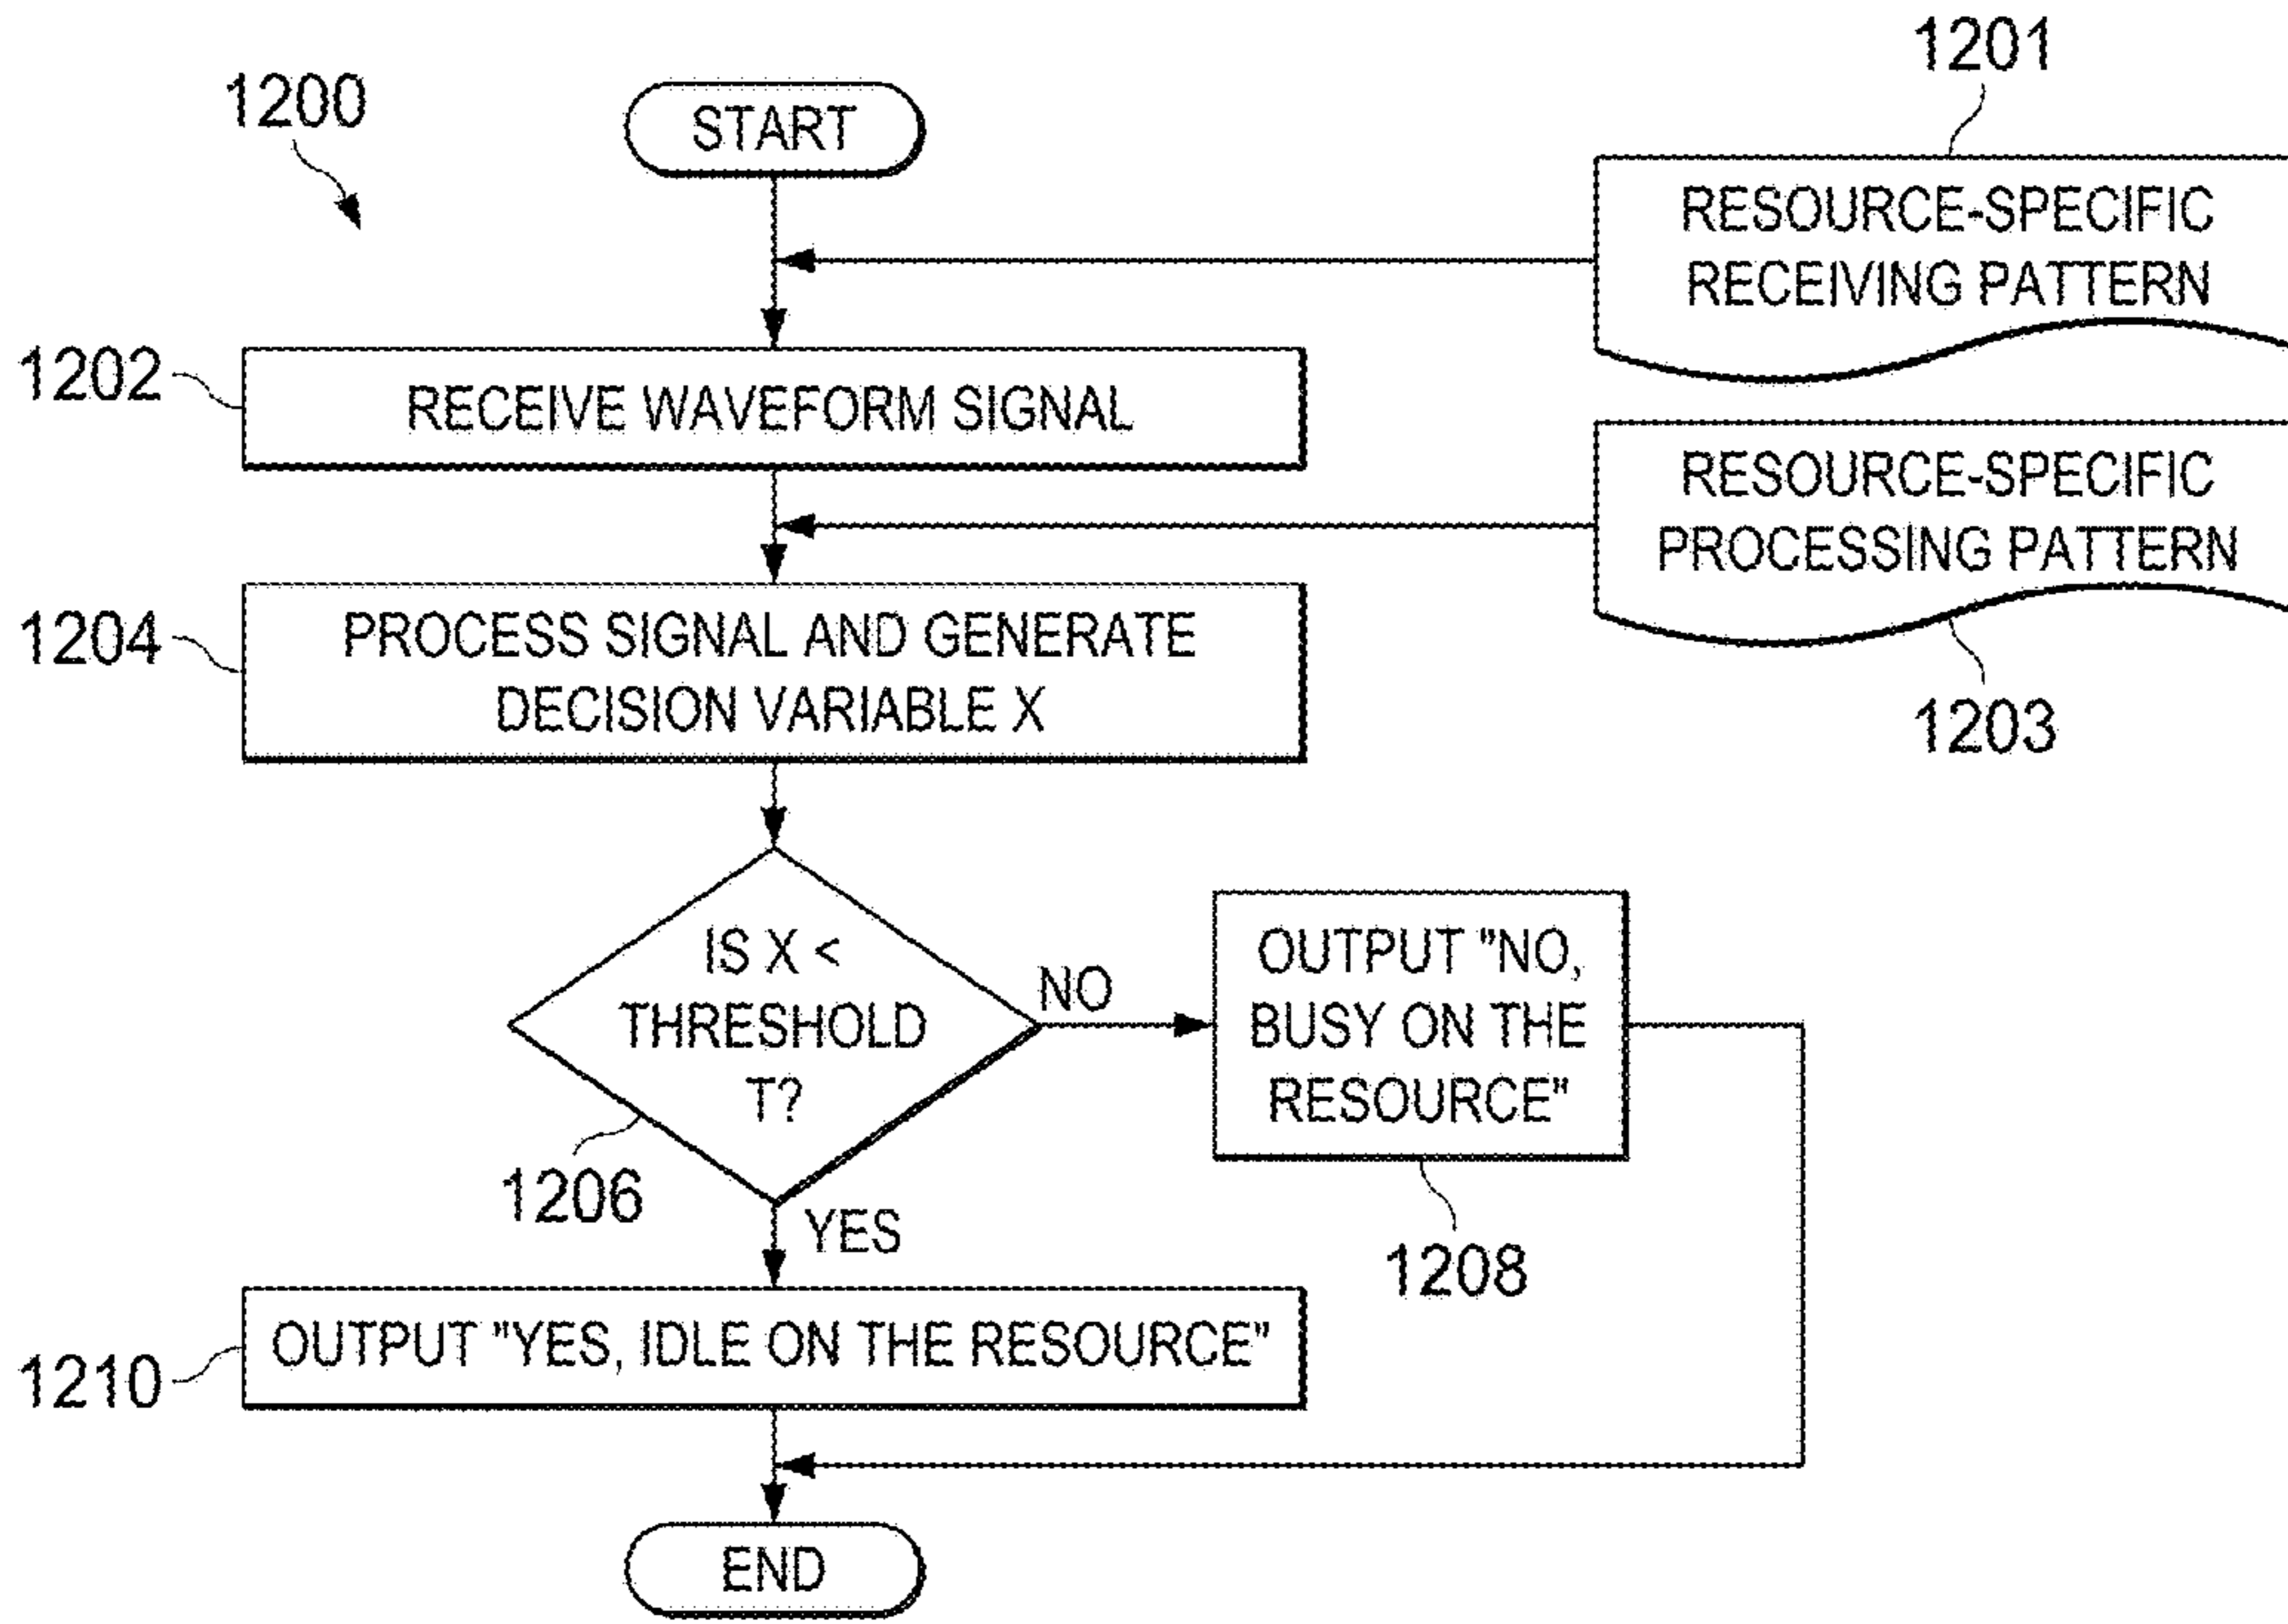 1201
1200
START
RESOURCE-SPECIFIC
RECEIVING PATTERN
1202
RECEIVE WAVEFORM SIGNAL
RESOURCE-SPECIFIC
PROCESSING PATTERN
1203
1204
PROCESS SIGNAL AND GENERATE
DECISION VARIABLE X
IS X <
THRESHOLD
T?
1206
NO
OUTPUT "NO,
BUSY ON THE
RESOURCE"
1208
YES
1210
OUTPUT "YES, IDLE ON THE RESOURCE"
END